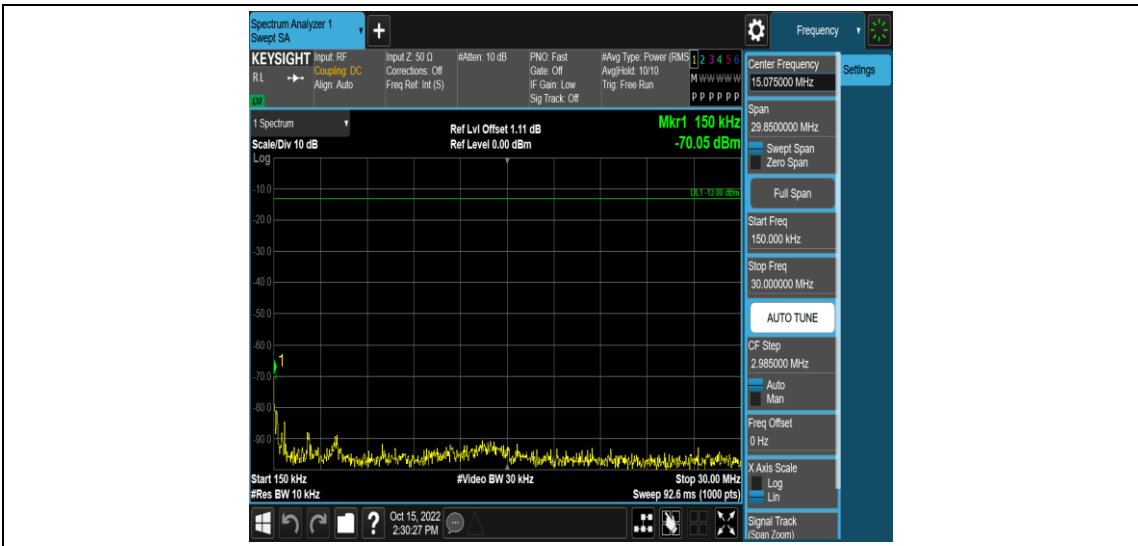 Spectrum Analyzer 1
Swept SA
+
Frequency
KEYSIGHT
RL
LXI
Input: RF
Coupling: DC
Align: Auto
Input Z: 50 Ω
Corrections: Off
Freq Ref: Int (S)
#Atten: 10 dB
PNO: Fast
Gate: Off
IF Gain: Low
Sig Track: Off
#Avg Type: Power (RMS
Avg|Hold: 10/10
Trig: Free Run
1 2 3 4 5 6
M W W W W W
P P P P P P
Center Frequency
15.075000 MHz
Settings
Span
29.8500000 MHz
Swept Span
Zero Span
Full Span
Start Freq
150.000 kHz
Stop Freq
30.000000 MHz
AUTO TUNE
CF Step
2.985000 MHz
Auto
Man
Freq Offset
0 Hz
X Axis Scale
Log
Lin
Signal Track
(Span Zoom)
1 Spectrum
Scale/Div 10 dB
Log
Ref Lvl Offset 1.11 dB
Ref Level 0.00 dBm
Mkr1 150 kHz
-70.05 dBm
DL1 -13.00 dBm
-10.0
-20.0
-30.0
-40.0
-50.0
-60.0
1
-70.0
-80.0
-90.0
Start 150 kHz
#Video BW 30 kHz
Stop 30.00 MHz
#Res BW 10 kHz
Sweep 92.6 ms (1000 pts)
?
Oct 15, 2022
2:30:27 PM